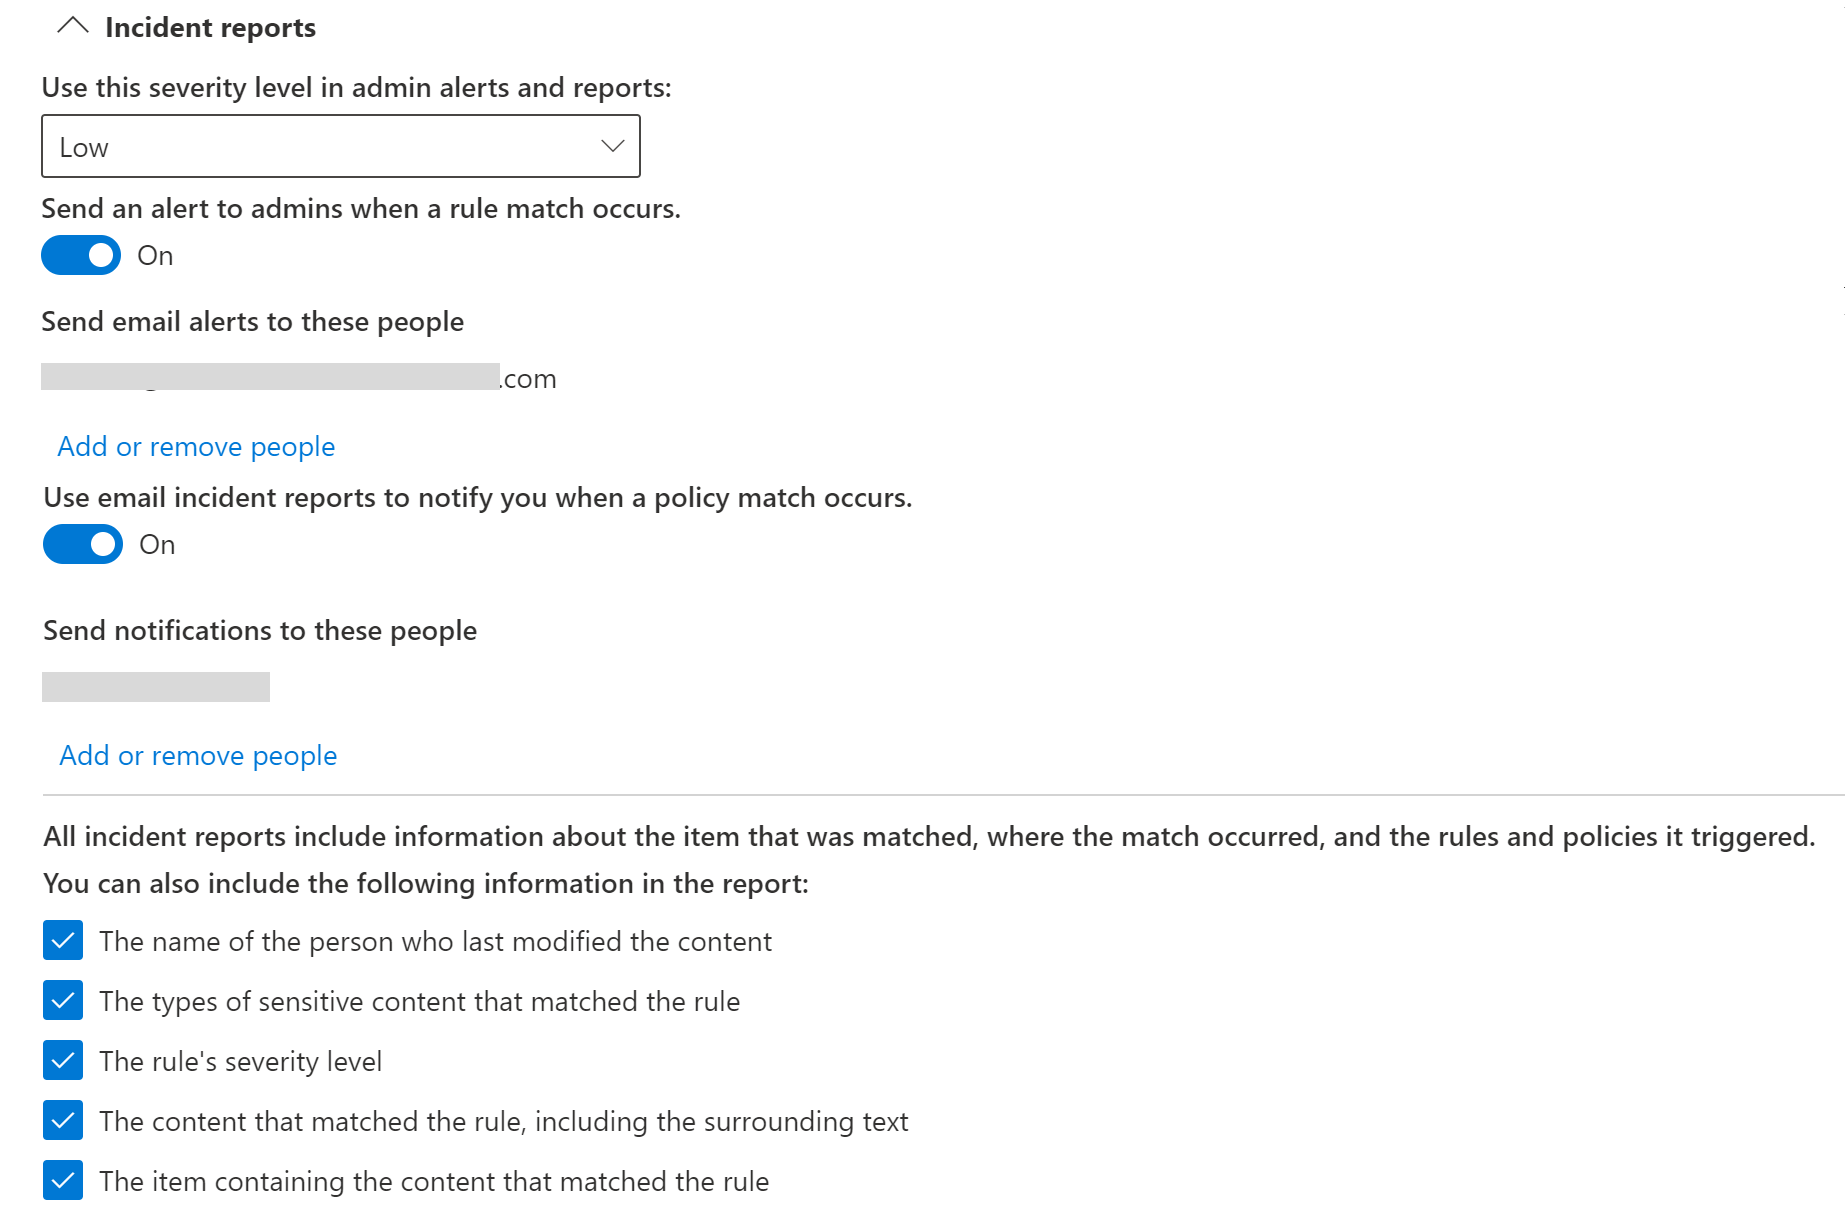 Incident reports
Use this severity level in admin alerts and reports:
Low
Send an alert to admins when a rule match occurs.
On
Send email alerts to these people
.com
Add or remove people
Use email incident reports to notify you when a policy match occurs.
On
Send notifications to these people
Add or remove people
All incident reports include information about the item that was matched, where the match occurred, and the rules and policies it triggered.
You can also include the following information in the report:
The name of the person who last modified the content
The types of sensitive content that matched the rule
The rule's severity level
The content that matched the rule, including the surrounding text
The item containing the content that matched the rule